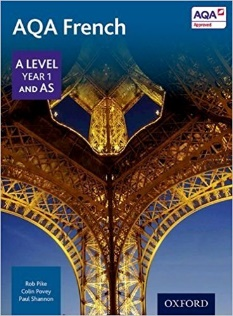 AQA French
AQA
Approved
A LEVEL
YEAR 1
AND AS
Rob Pike
Colin Povey
Paul Shannon
OXFORD